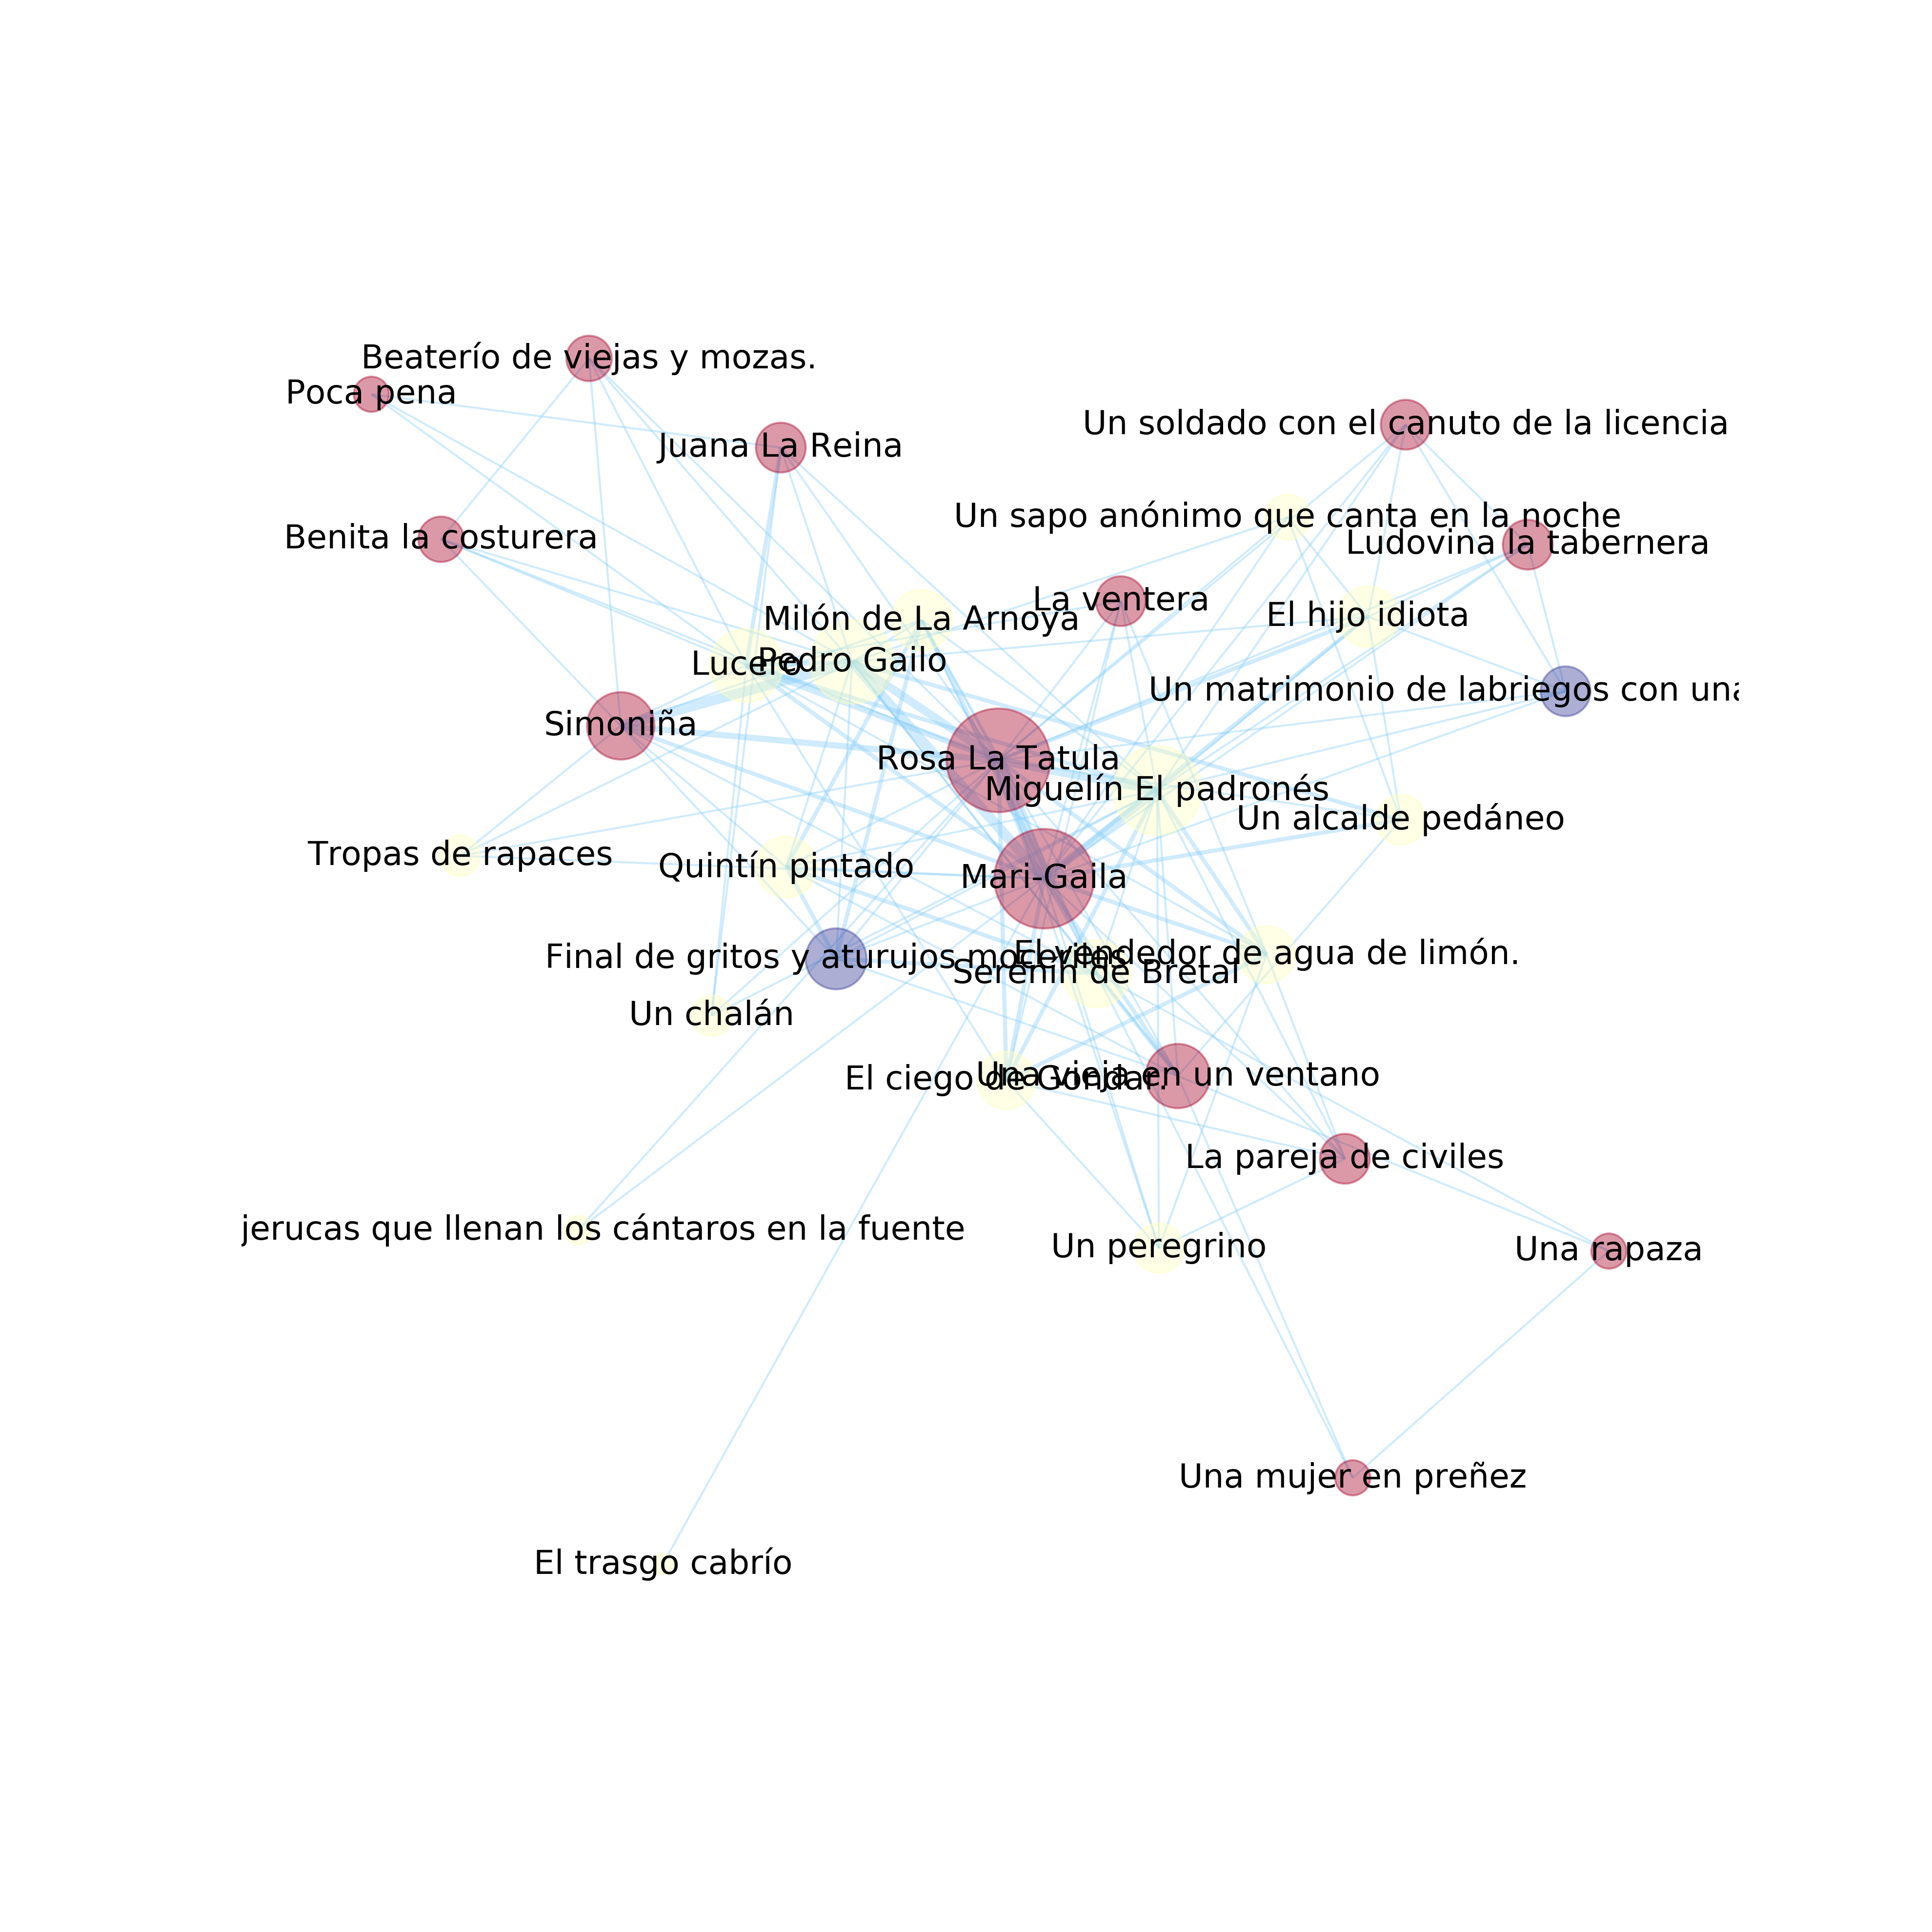 Beaterío de viejas y mozas.
Poca pena
Un soldado con el canuto de la licencia
Juana La Reina
Un sapo anónimo que canta en la noche
Benita la costurera
Ludovina la tabernera
La ventera
El hijo idiota
Milón de La Arnoya
Lucero
Pedro Gailo
Un matrimonio de labriegos con una
Simoniña
Rosa La Tatula
Miguelín El padronés
Un alcalde pedáneo
Tropas de rapaces
Quintín pintado
Mari-Gaila
El vendedor de agua de limón.
Final de gritos y aturujos moceriles
Serenín de Bretal
Un chalán
Una vieja en un ventano
El ciego de Gondar.
La pareja de civiles
jerucas que llenan los cántaros en la fuente
Un peregrino
Una rapaza
Una mujer en preñez
El trasgo cabrío